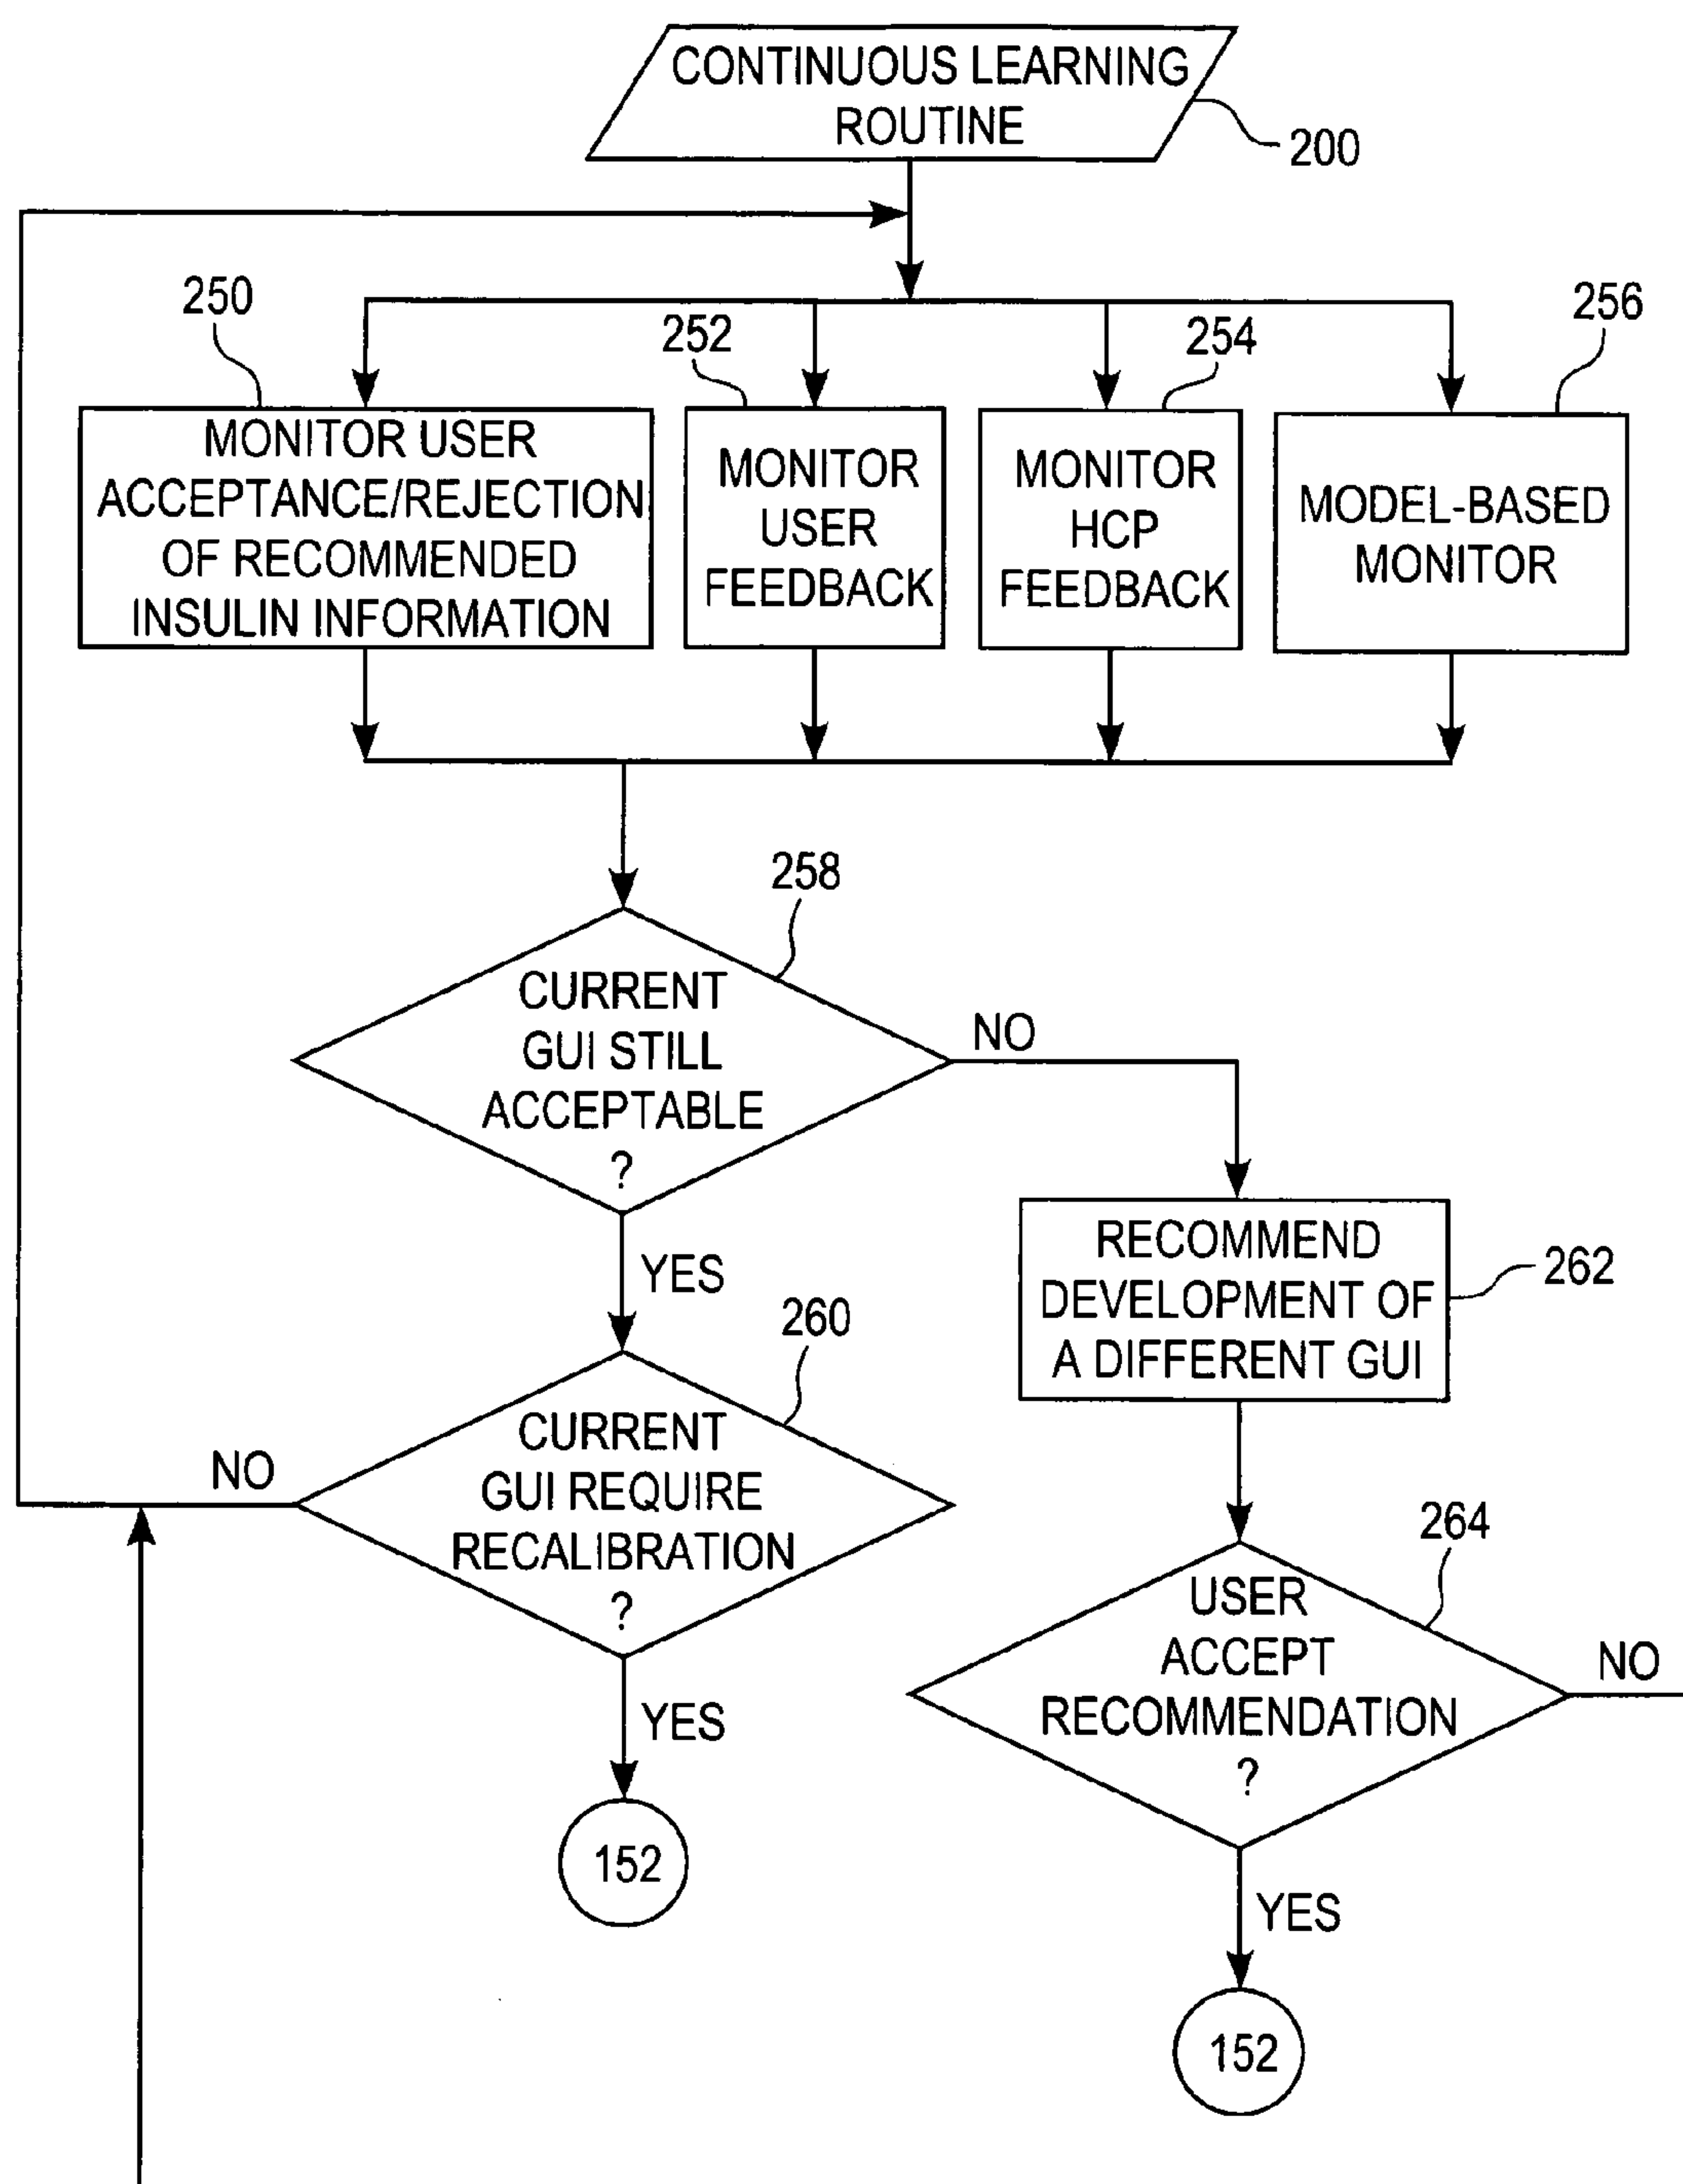 CONTINUOUS LEARNING
ROUTINE
200
250
252
254
256
MONITOR USER
ACCEPTANCE/REJECTION
OF RECOMMENDED
INSULIN INFORMATION
MONITOR
USER
FEEDBACK
MONITOR
HCP
FEEDBACK
MODEL-BASED
MONITOR
258
CURRENT
GUI STILL
ACCEPTABLE
?
NO
YES
RECOMMEND
DEVELOPMENT OF
A DIFFERENT GUI
262
260
CURRENT
GUI REQUIRE
RECALIBRATION
?
NO
YES
152
264
USER
ACCEPT
RECOMMENDATION
?
NO
YES
152